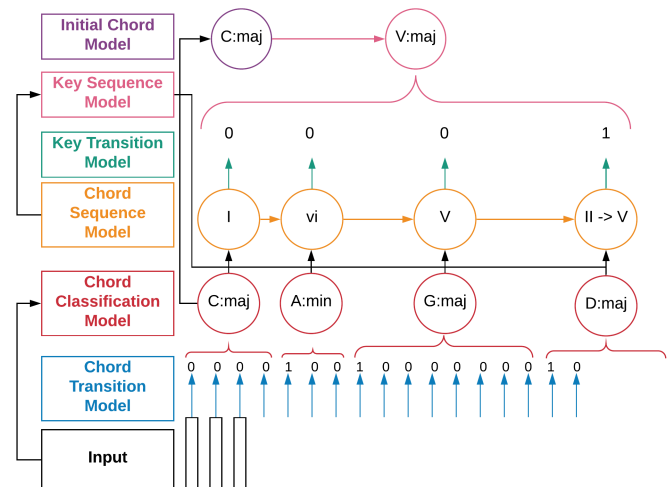 Initial Chord
Model
C:maj
V:maj
Key Sequence
Model
Key Transition
Model
0 0 0 1
Chord
Sequence
Model
I
vi
V
II -> V
Chord
Classification
Model
C:maj
A:min
G:maj
D:maj
Chord
Transition
Model
0 0 0 0 1 0 0 1 0 0 0 0 0 0 0 1 0
Input